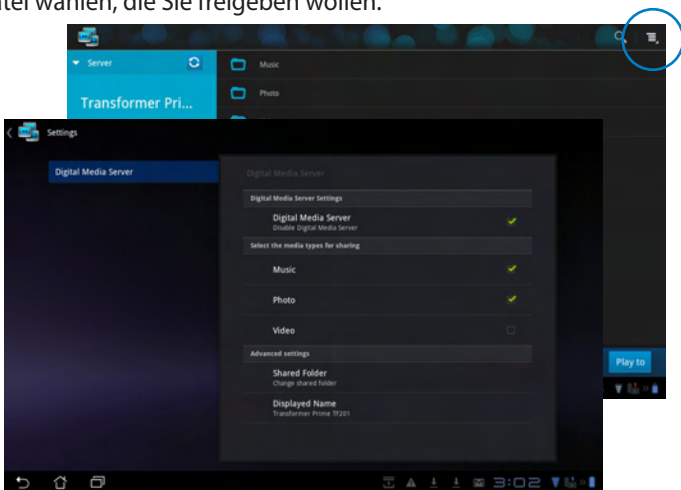 atei wählen, die Sie freigeben wollen.
Server
Music
Photo
Transformer Pri...
Settings
Digital Media Server
Digital Media Server
Digital Media Server Settings
Digital Media Server
Disable Digital Media Server
Select the media types for sharing
Music
Photo
Video
Advanced settings
Shared Folder
Change shared folder
Displayed Name
Transformer Prime TF201
Play to
3:02